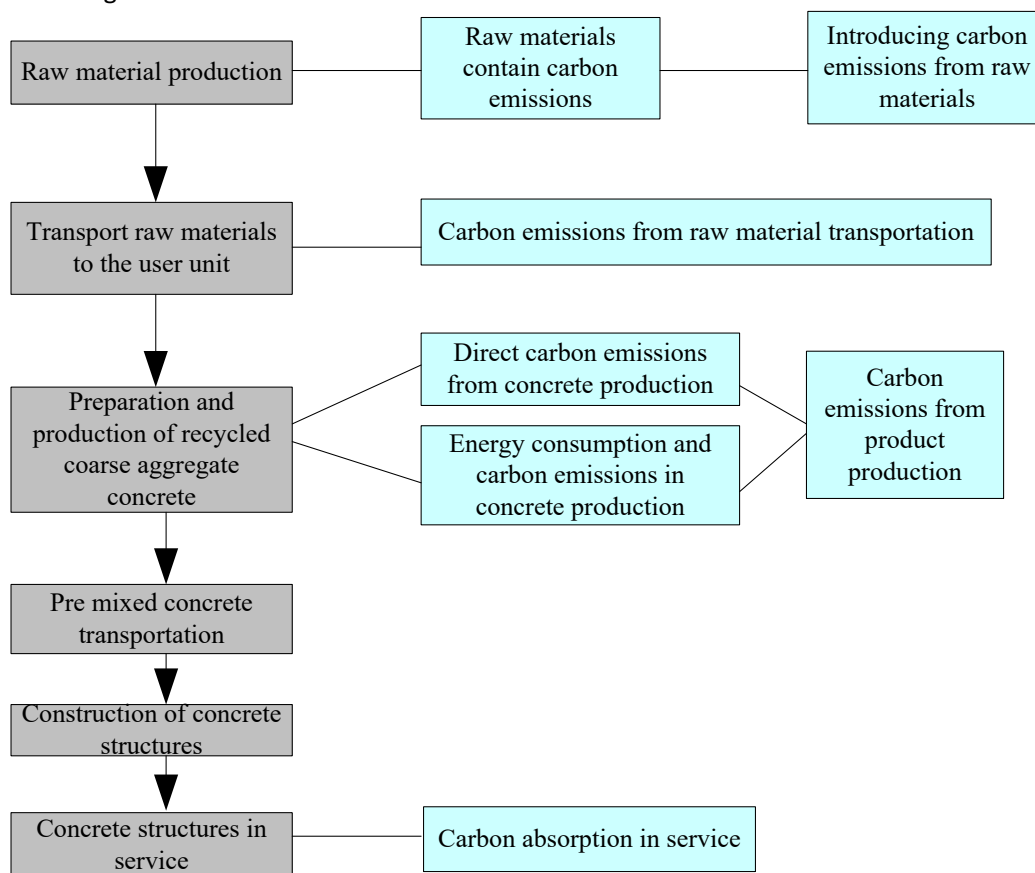 Raw material production
Raw materials
contain carbon
emissions
Introducing carbon
emissions from raw
materials
Transport raw materials
to the user unit
Carbon emissions from raw material transportation
Preparation and
production of recycled
coarse aggregate
concrete
Direct carbon emissions
from concrete production
Energy consumption and
carbon emissions in
concrete production
Carbon
emissions from
product
production
Pre mixed concrete
transportation
Construction of concrete
structures
Concrete structures in
service
Carbon absorption in service